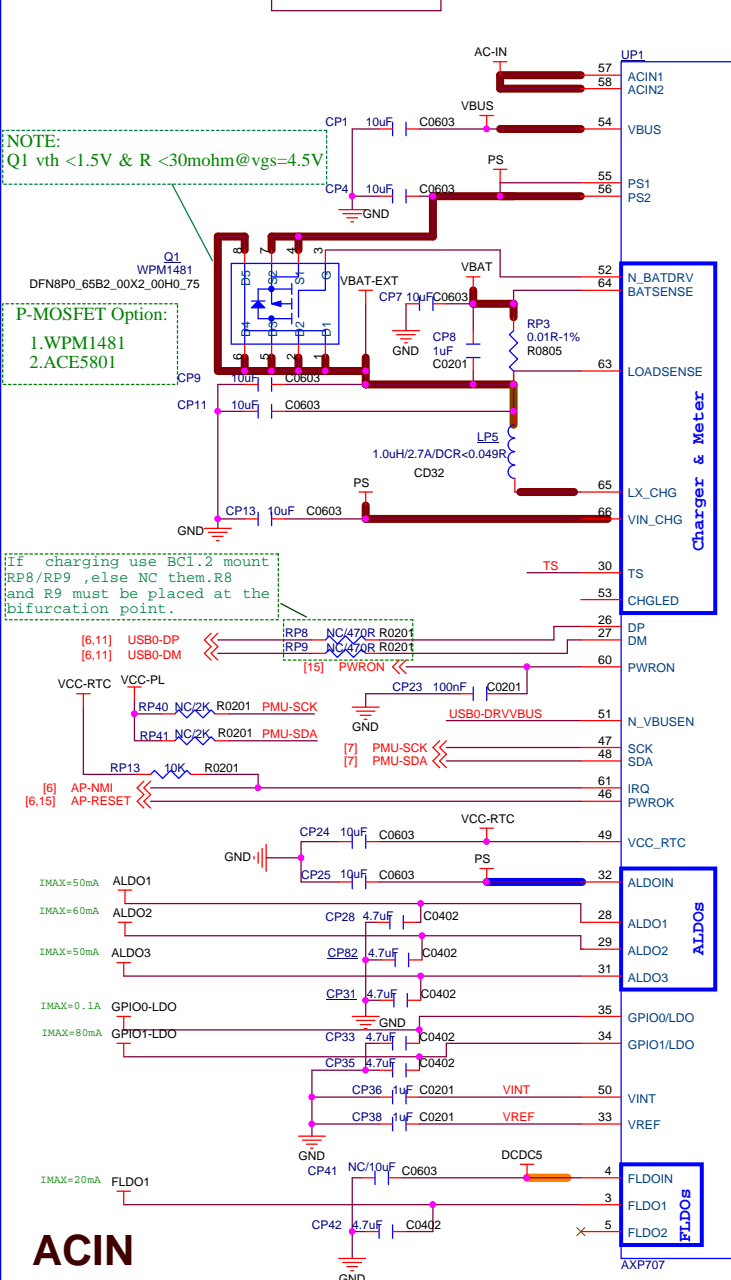 AC-IN
UP1
57 ACIN1
58 ACIN2
VBUS
CP1 10uF C0603
54 VBUS
NOTE:
Q1 vth <1.5V & R <30mohm@vgs=4.5V
PS
55 PS1
56 PS2
CP4 10uF C0603
GND
8 7 4 3
D5 S2 S1 G
Q1
WPM1481
DFN8P0_65B2_00X2_00H0_75
D4 D3 D2 D1
6 5 2 1
VBAT-EXT
VBAT
52 N_BATDRV
64 BATSENSE
CP7 10uF C0603
GND
CP8
1uF
C0201
RP3
0.01R-1%
R0805
P-MOSFET Option:
1.WPM1481
2.ACE5801
63 LOADSENSE
CP9 10uF C0603
CP11 10uF C0603
LP5
1.0uH/2.7A/DCR<0.049R
CD32
Charger & Meter
PS
65 LX_CHG
CP13 10uF C0603
66 VIN_CHG
GND
If charging use BC1.2 mount
RP8/RP9 ,else NC them.R8
and R9 must be placed at the
bifurcation point.
TS
30 TS
53 CHGLED
26 DP
27 DM
[6,11] USB0-DP
RP8 NC/470R R0201
[6,11] USB0-DM
RP9 NC/470R R0201
[15] PWRON
60 PWRON
VCC-RTC
VCC-PL
CP23 100nF C0201
GND
RP40 NC/2K R0201 PMU-SCK
USB0-DRVVBUS
51 N_VBUSEN
RP41 NC/2K R0201 PMU-SDA
[7] PMU-SCK
47 SCK
[7] PMU-SDA
48 SDA
RP13 10K R0201
[6] AP-NMI
61 IRQ
[6,15] AP-RESET
46 PWROK
VCC-RTC
CP24 10uF C0603
49 VCC_RTC
GND
PS
CP25 10uF C0603
32 ALDOIN
IMAX=50mA ALDO1
28 ALDO1
IMAX=60mA ALDO2
CP28 4.7uF C0402
29 ALDO2
IMAX=50mA ALDO3
CP82 4.7uF C0402
31 ALDO3
ALDOs
CP31 4.7uF C0402
GND
IMAX=0.1A GPIO0-LDO
35 GPIO0/LDO
IMAX=80mA GPIO1-LDO
CP33 4.7uF C0402
34 GPIO1/LDO
CP35 4.7uF C0402
CP36 1uF C0201 VINT
50 VINT
CP38 1uF C0201 VREF
33 VREF
GND
DCDC5
CP41 NC/10uF C0603
4 FLDOIN
IMAX=20mA FLDO1
3 FLDO1
CP42 4.7uF C0402
5 FLDO2
FLDOs
GND
ACIN
AXP707